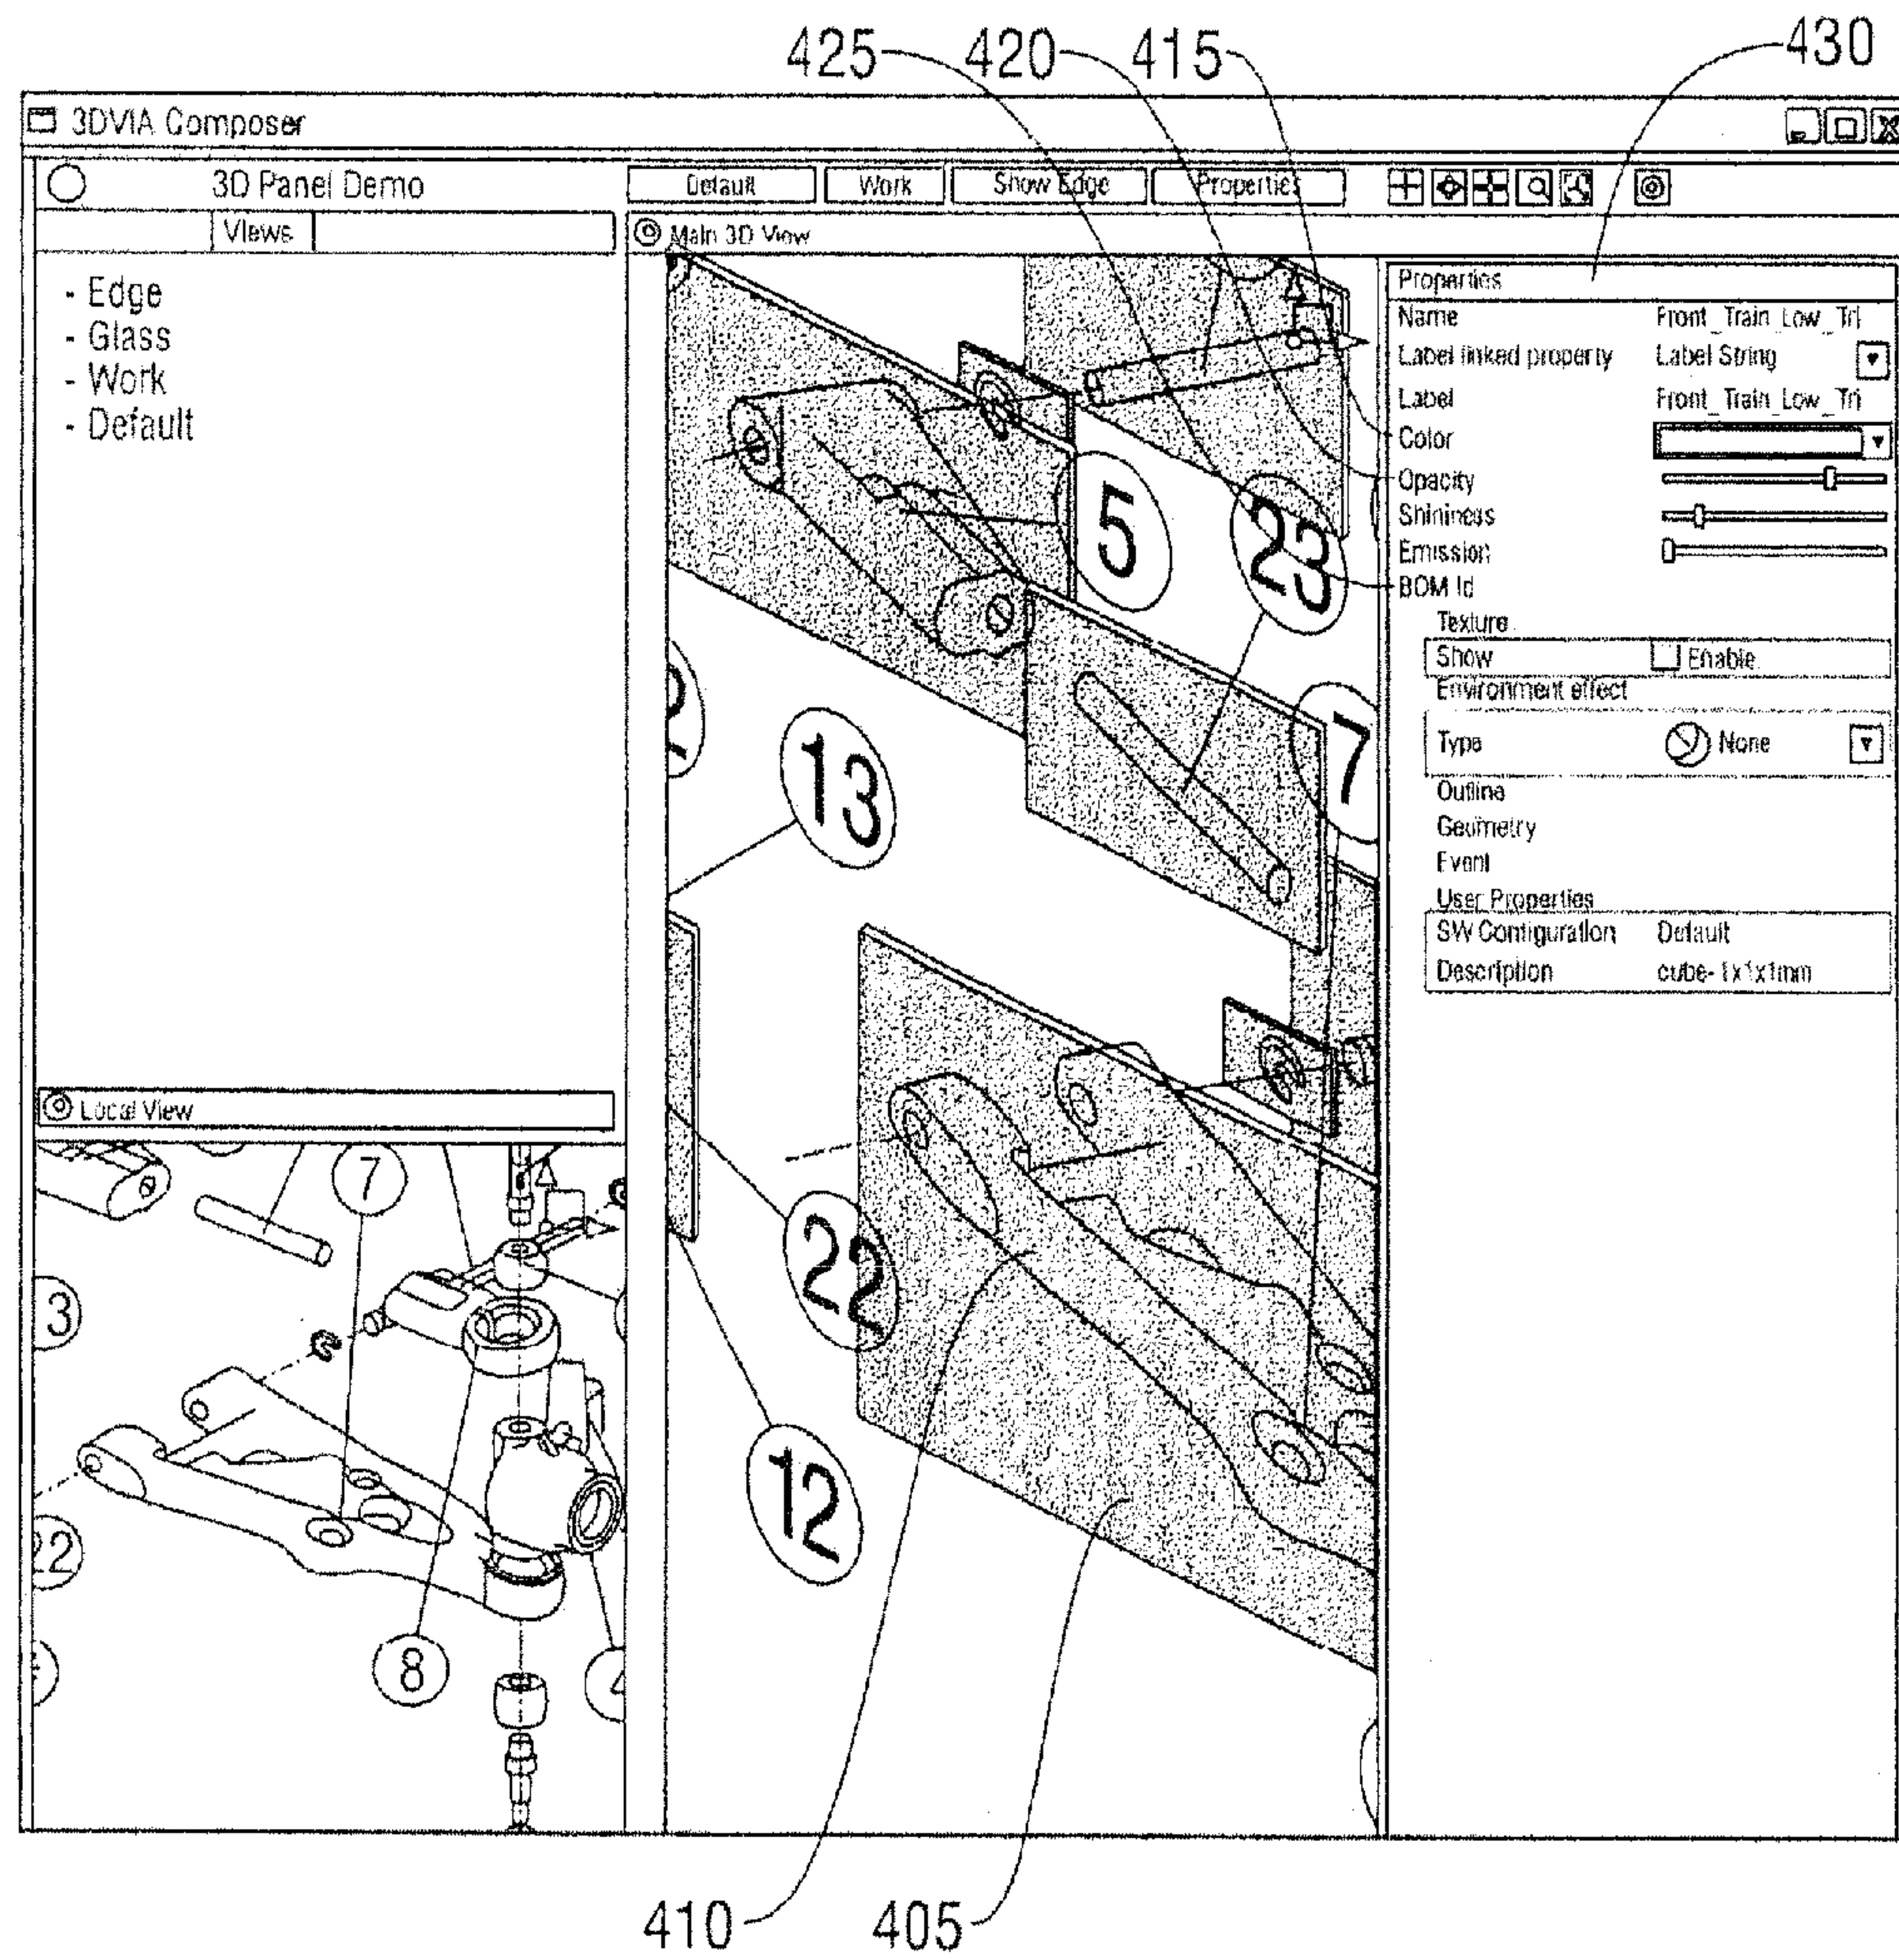 425 420 415 430
3DVIA Composer
3D Panel Demo
Default Work Show Edge Properties
Views
Main 3D View
- Edge
- Glass
- Work
- Default
Properties
Name Front_Train_Low_Tri
Label linked property Label String
Label Front_Train_Low_Tri
Color
Opacity
Shininess
Emission
BOM Id
Texture
Show Enable
Environment effect
Type None
Outline
Geometry
Event
User Properties
SW Configuration Default
Description cube-1x1x1mm
5
23
7
13
22
12
Local View
7
3
22
8
4
410 405